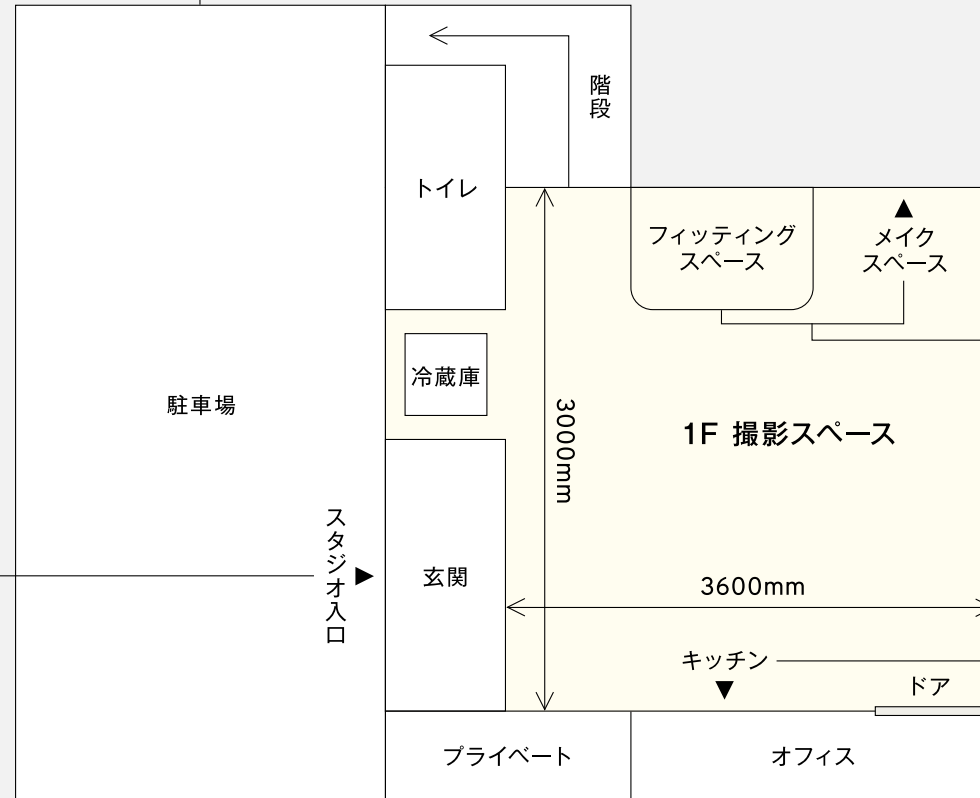 階段
トイレ
フィッティング
スペース
メイク
スペース
冷蔵庫
駐車場
3000mm
1F 撮影スペース
スタジオ入口
玄関
3600mm
キッチン
ドア
プライベート
オフィス